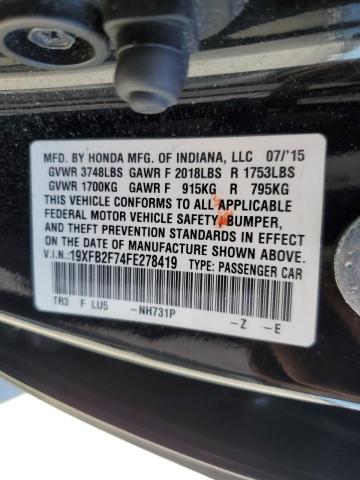 MFD. BY HONDA MFG. OF INDIANA, LLC 07/'15
GVWR 3748LBS GAWR F 2018LBS R 1753LBS
GVWR 1700KG GAWR F 915KG R 795KG
THIS VEHICLE CONFORMS TO ALL APPLICABLE
FEDERAL MOTOR VEHICLE SAFETY, BUMPER,
AND THEFT PREVENTION STANDARDS IN EFFECT
ON THE DATE OF MANUFACTURE SHOWN ABOVE.
V.I.N.: 19XFB2F74FE278419 TYPE: PASSENGER CAR
TR3 F LU5 -NH731P -Z -E